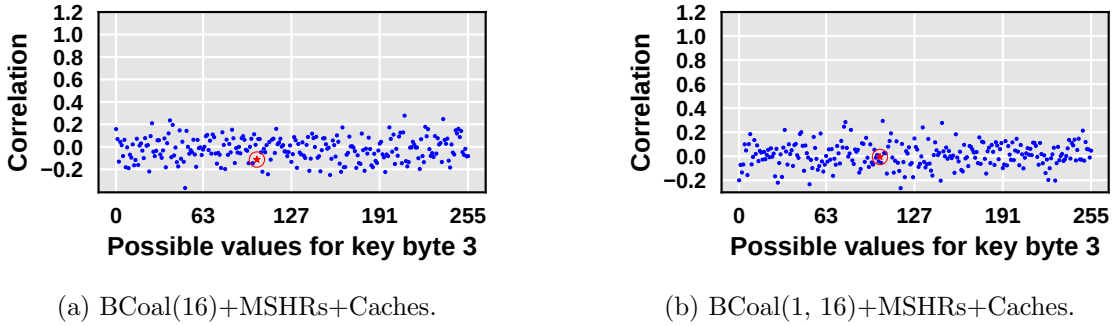 Correlation
1.2
1.0
0.8
0.6
0.4
0.2
0.0
−0.2
0 63 127 191 255
Possible values for key byte 3
(a) BCoal(16)+MSHRs+Caches.
Correlation
1.2
1.0
0.8
0.6
0.4
0.2
0.0
−0.2
0 63 127 191 255
Possible values for key byte 3
(b) BCoal(1, 16)+MSHRs+Caches.